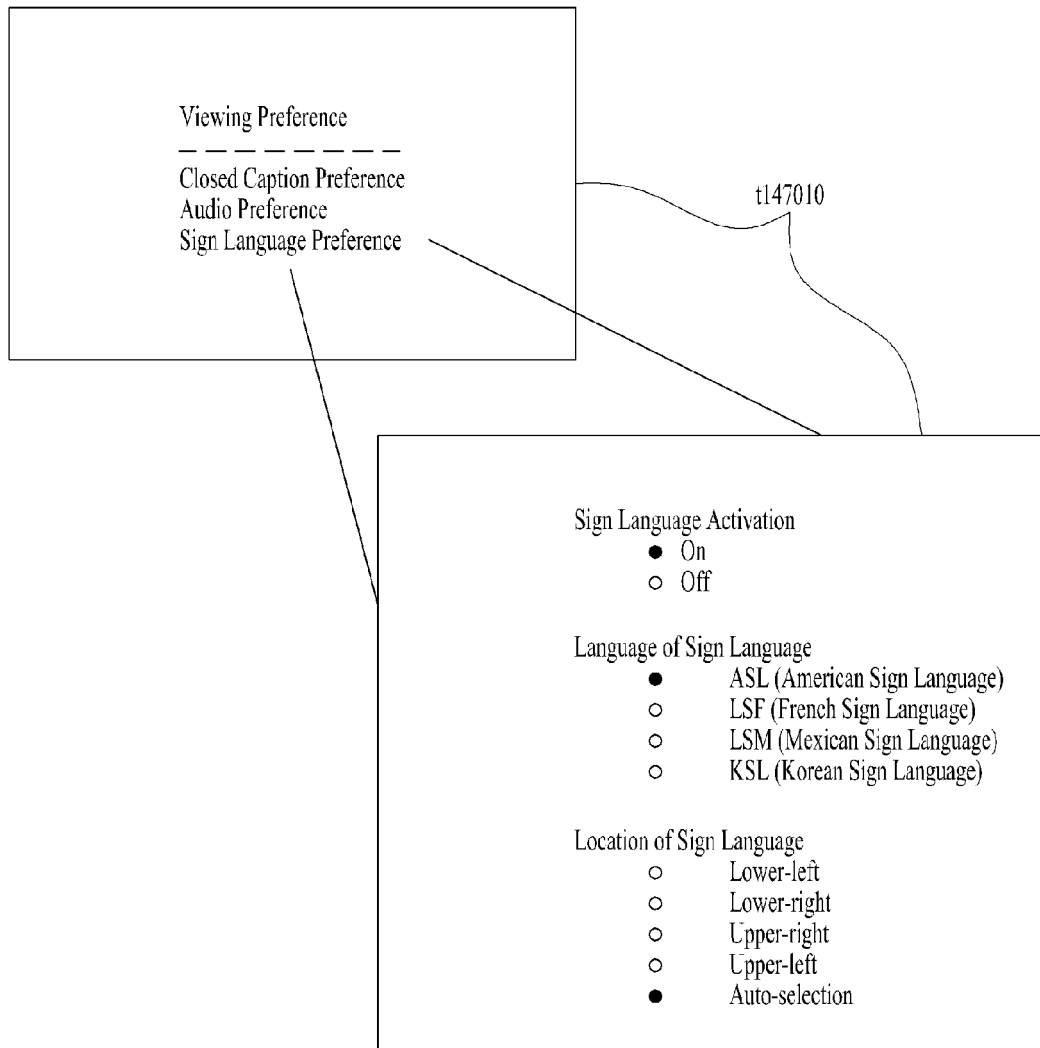 Viewing Preference
Closed Caption Preference
Audio Preference
Sign Language Preference
t147010
Sign Language Activation
On
Off
Language of Sign Language
ASL (American Sign Language)
LSF (French Sign Language)
LSM (Mexican Sign Language)
KSL (Korean Sign Language)
Location of Sign Language
Lower-left
Lower-right
Upper-right
Upper-left
Auto-selection